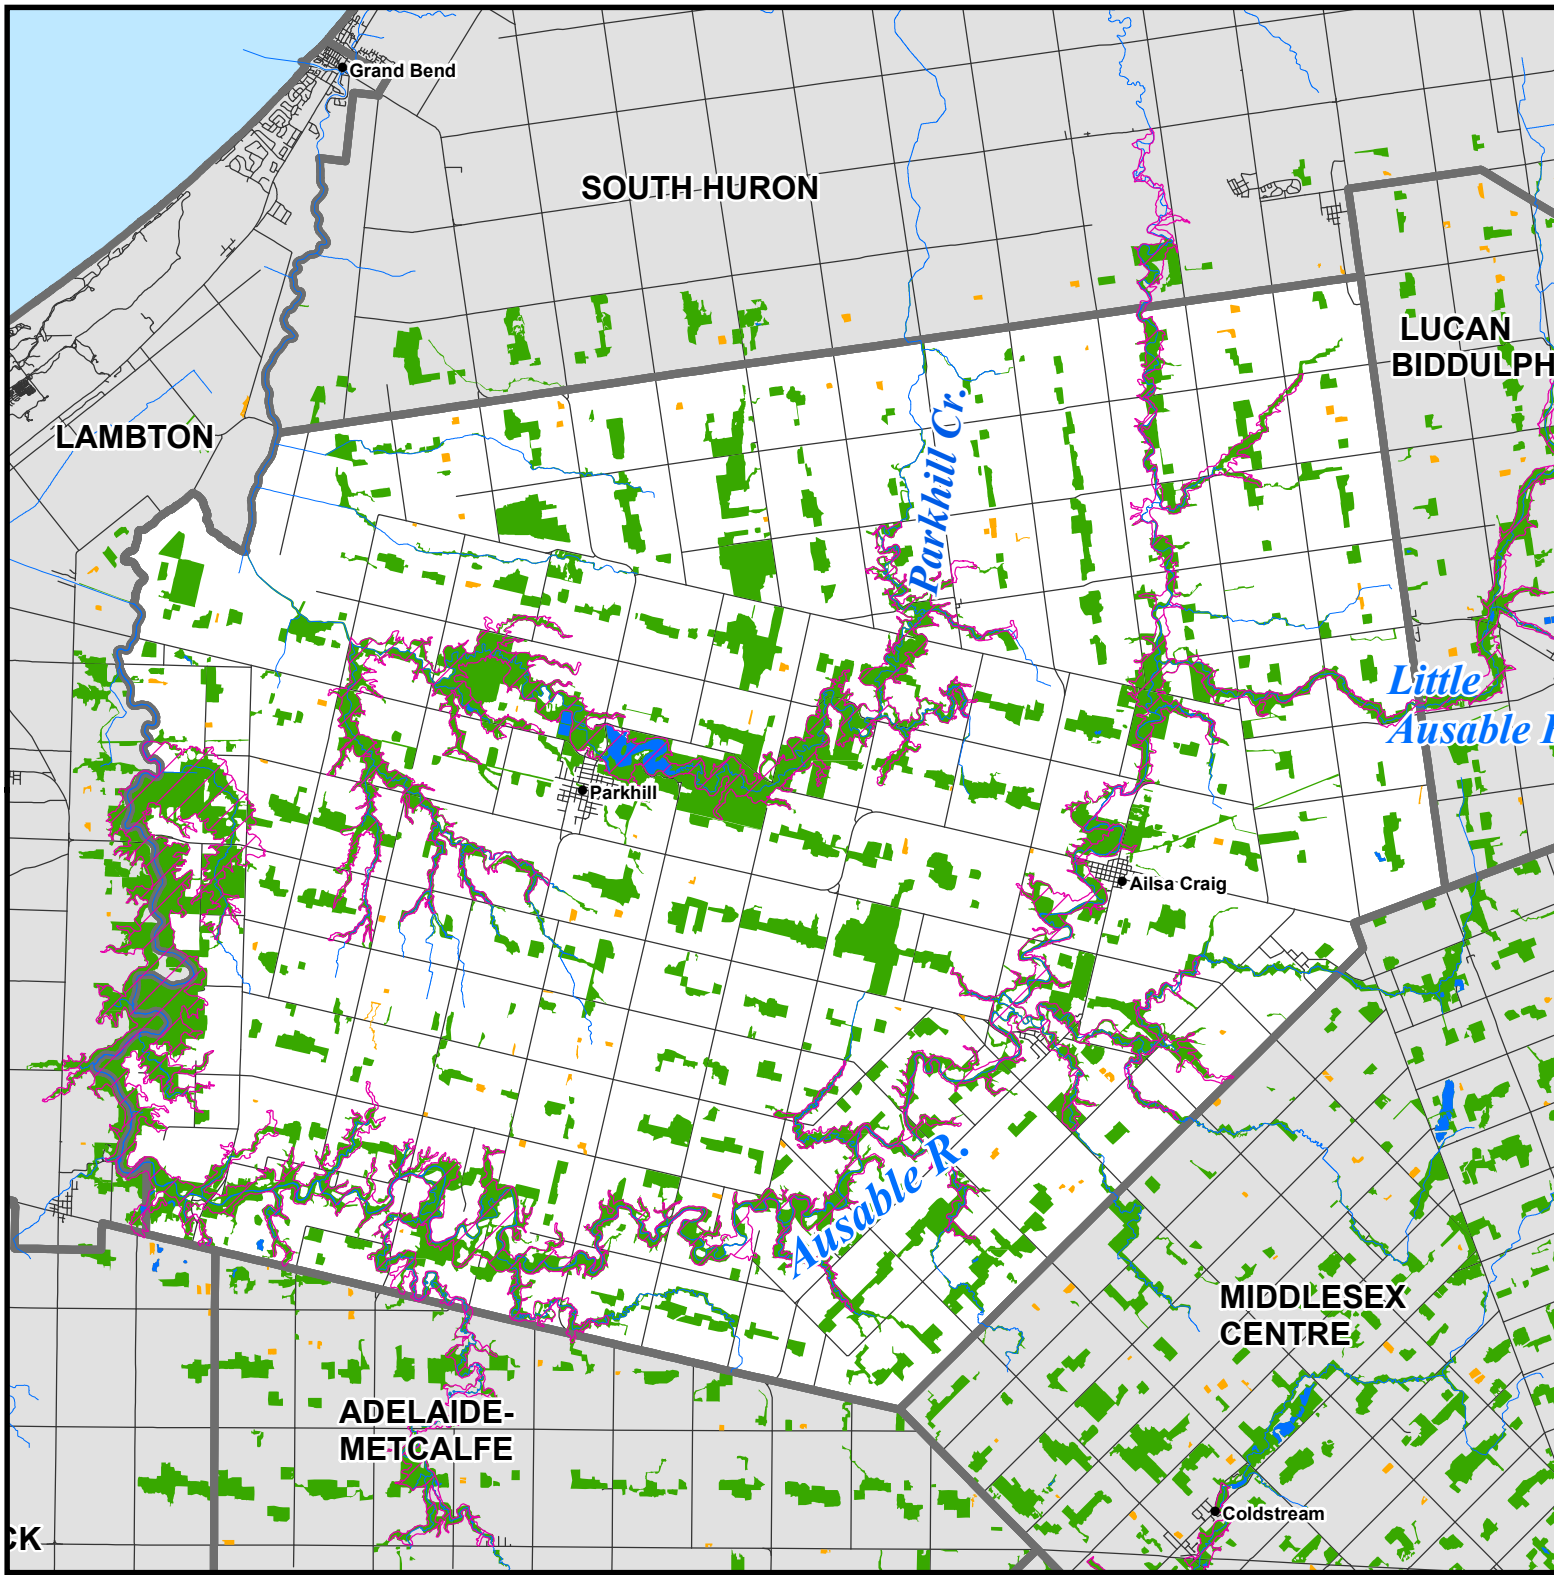 Grand Bend
SOUTH HURON
LUCAN
BIDDULPH
LAMBTON
Parkhill Cr.
Little
Ausable
Parkhill
Ailsa Craig
Ausable R.
MIDDLESEX
CENTRE
ADELAIDE-
METCALFE
Coldstream
CK